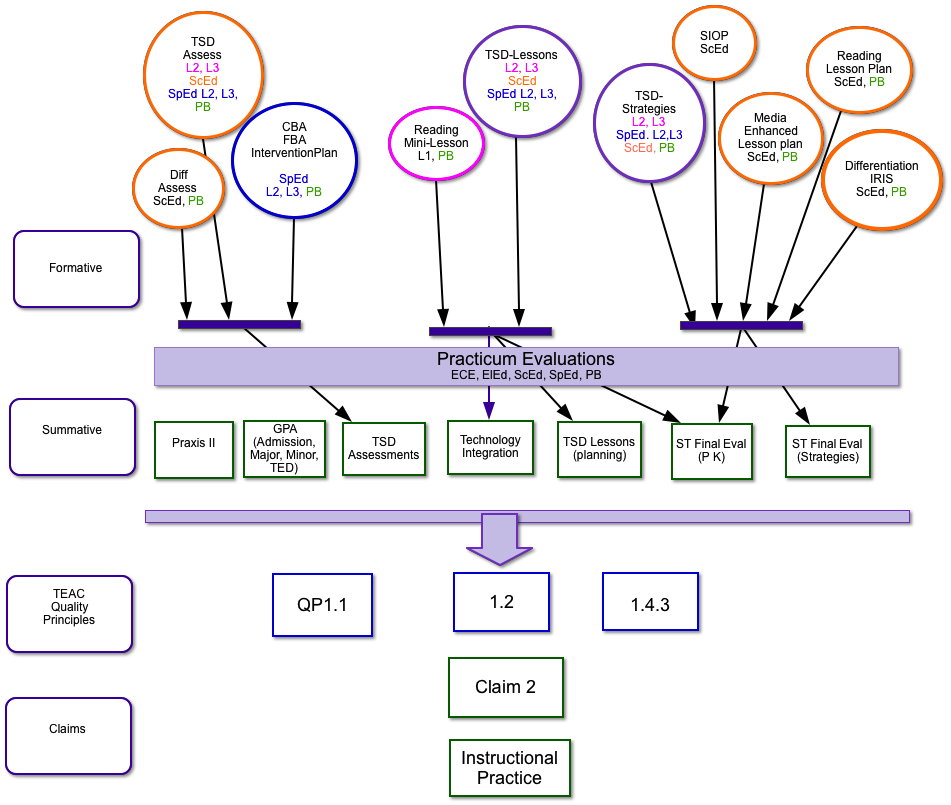 TSD
Assess
L2, L3
ScEd
SpEd L2, L3,
PB
Diff
Assess
ScEd, PB
CBA
FBA
InterventionPlan
SpEd
L2, L3, PB
Reading
Mini-Lesson
L1, PB
TSD-Lessons
L2, L3
ScEd
SpEd L2, L3,
PB
TSD-
Strategies
L2, L3
SpEd. L2,L3
ScEd, PB
SIOP
ScEd
Media
Enhanced
Lesson plan
ScEd, PB
Reading
Lesson Plan
ScEd, PB
Differentiation
IRIS
ScEd, PB
Formative
Practicum Evaluations
ECE, ElEd, ScEd, SpEd, PB
Summative
Praxis II
GPA
(Admission,
Major, Minor,
TED)
TSD
Assessments
Technology
Integration
TSD Lessons
(planning)
ST Final Eval
(P K)
ST Final Eval
(Strategies)
TEAC
Quality
Principles
QP1.1
1.2
1.4.3
Claims
Claim 2
Instructional
Practice